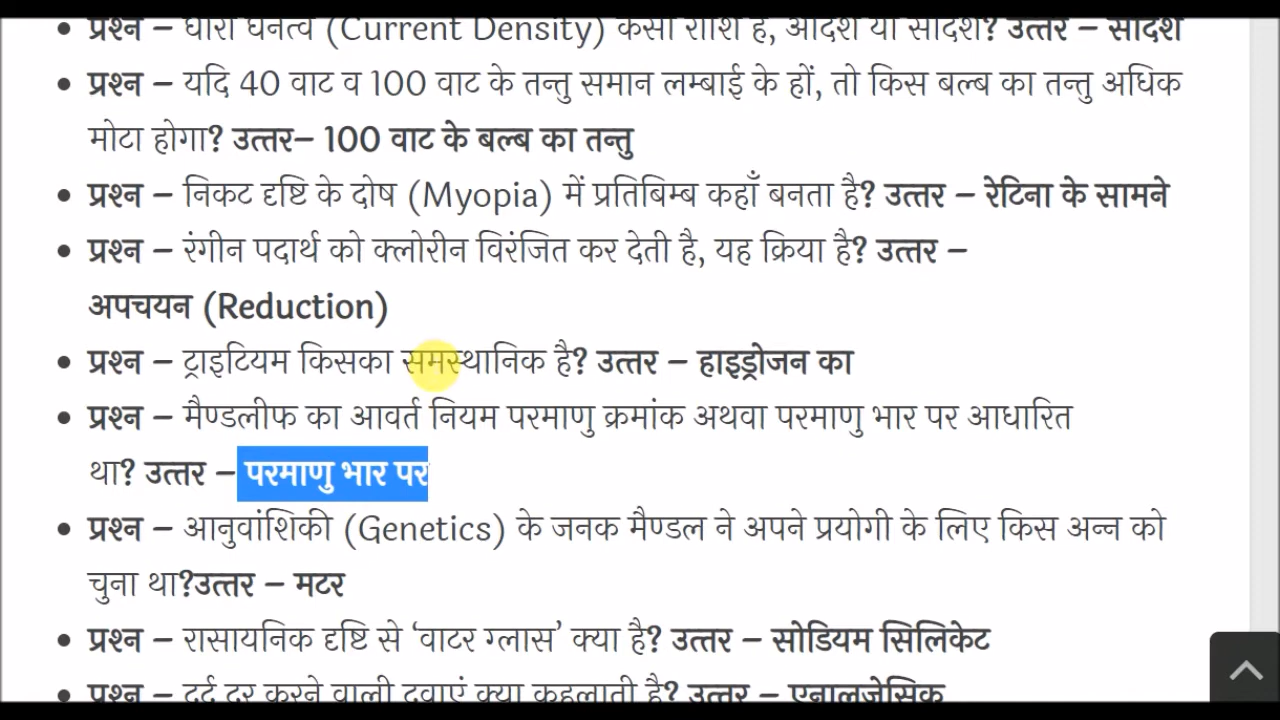 • प्रश्न – धारा घनत्व (Current Density) कैसी राशि है, अदिश या सदिश? उत्तर – सदिश
• प्रश्न – यदि 40 वाट व 100 वाट के तन्तु समान लम्बाई के हों, तो किस बल्ब का तन्तु अधिक
मोटा होगा? उत्तर– 100 वाट के बल्ब का तन्तु
• प्रश्न – निकट दृष्टि के दोष (Myopia) में प्रतिबिम्ब कहाँ बनता है? उत्तर – रेटिना के सामने
• प्रश्न – रंगीन पदार्थ को क्लोरीन विरंजित कर देती है, यह क्रिया है? उत्तर –
अपचयन (Reduction)
• प्रश्न – ट्राइटियम किसका समस्थानिक है? उत्तर – हाइड्रोजन का
• प्रश्न – मैण्डलीफ का आवर्त नियम परमाणु क्रमांक अथवा परमाणु भार पर आधारित
था? उत्तर – परमाणु भार पर
• प्रश्न – आनुवांशिकी (Genetics) के जनक मैण्डल ने अपने प्रयोगी के लिए किस अन्न को
चुना था?उत्तर – मटर
• प्रश्न – रासायनिक दृष्टि से ‘वाटर ग्लास’ क्या है? उत्तर – सोडियम सिलिकेट
• प्रश्न – दर्द दूर करने वाली दवाएं क्या कहलाती है? उत्तर – एनालजेसिक